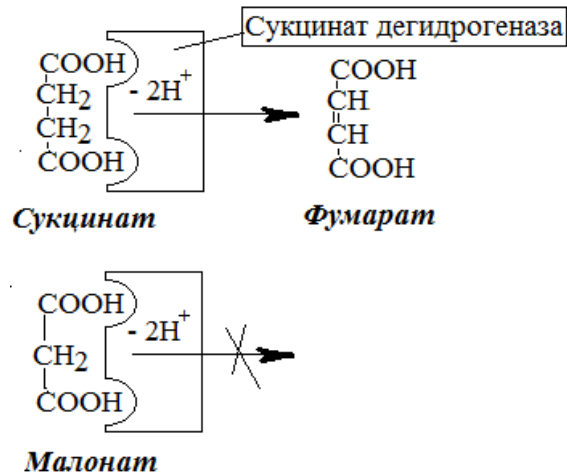 Сукцинат дегидрогеназа
COOH
CH2
CH2
COOH
- 2H+
COOH
CH
CH
COOH
Сукцинат
Фумарат
COOH
CH2
COOH
- 2H+
Малонат